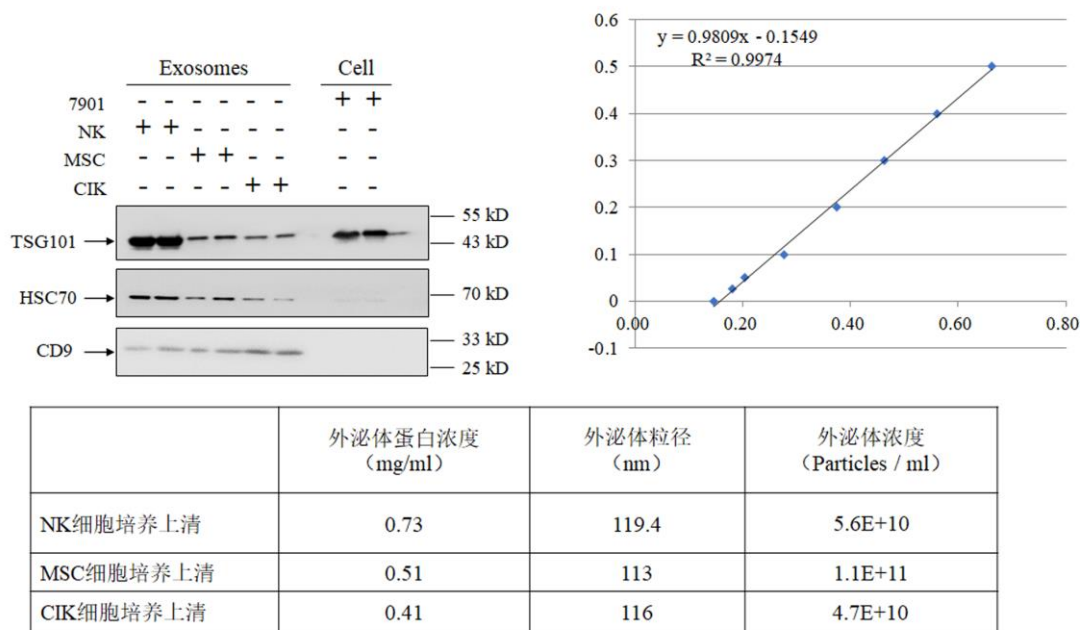 Exosomes Cell
7901 - - - - - - + +
NK + + - - - - - -
MSC - - + + - - - -
CIK - - - - + + - -
TSG101
55 kD
43 kD
HSC70
70 kD
CD9
33 kD
25 kD
y = 0.9809x - 0.1549
R² = 0.9974
0.6
0.5
0.4
0.3
0.2
0.1
0
-0.1
0.00 0.20 0.40 0.60 0.80
外泌体蛋白浓度 外泌体粒径 外泌体浓度
（mg/ml） （nm） （Particles / ml）
NK细胞培养上清 0.73 119.4 5.6E+10
MSC细胞培养上清 0.51 113 1.1E+11
CIK细胞培养上清 0.41 116 4.7E+10